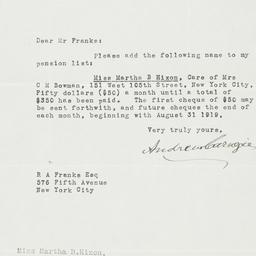 Dear Mr Franks:
Please add the following name to my
pension list:
Miss Martha B Hixon, Care of Mrs
C M Bowman, 151 West 105th Street, New York City,
Fifty dollars ($50) a month until a total of
$350 has been paid. The first cheque of $50 may
be sent forthwith, and future cheques the end of
each month, beginning with August 31 1919.
Very truly yours,
Andrew Carnegie
R A Franks Esq
576 Fifth Avenue
New York City
Miss Martha B.Hixon,